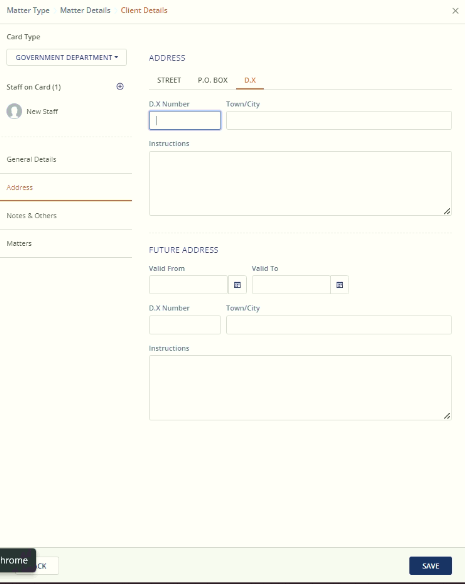 Matter Type Matter Details Client Details
Card Type
GOVERNMENT DEPARTMENT
Staff on Card (1)
New Staff
General Details
Address
Notes & Others
Matters
ADDRESS
STREET P.O. BOX D.X
D.X Number Town/City
Instructions
FUTURE ADDRESS
Valid From Valid To
D.X Number Town/City
Instructions
hrome
CK SAVE